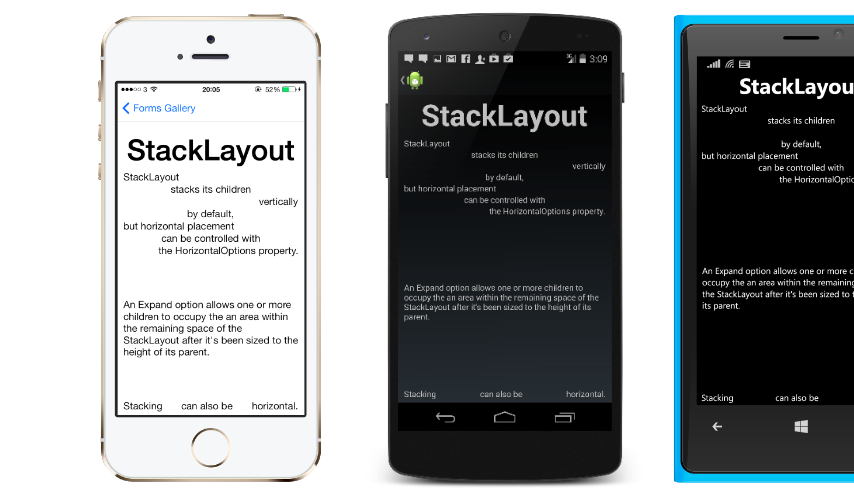 3 20:05 52%
Forms Gallery
StackLayout
StackLayout
stacks its children
vertically
by default,
but horizontal placement
can be controlled with
the HorizontalOptions property.
An Expand option allows one or more
children to occupy the an area within
the remaining space of the
StackLayout after it's been sized to the
height of its parent.
Stacking can also be horizontal.
3:09
StackLayout
StackLayout
stacks its children
vertically
by default,
but horizontal placement
can be controlled with
the HorizontalOptions property.
An Expand option allows one or more children to
occupy the an area within the remaining space of the
StackLayout after it's been sized to the height of its
parent.
Stacking can also be horizontal.
StackLayou
StackLayout
stacks its children
by default,
but horizontal placement
can be controlled with
the HorizontalOptio
An Expand option allows one or more c
occupy the an area within the remaining
the StackLayout after it's been sized to t
its parent.
Stacking can also be